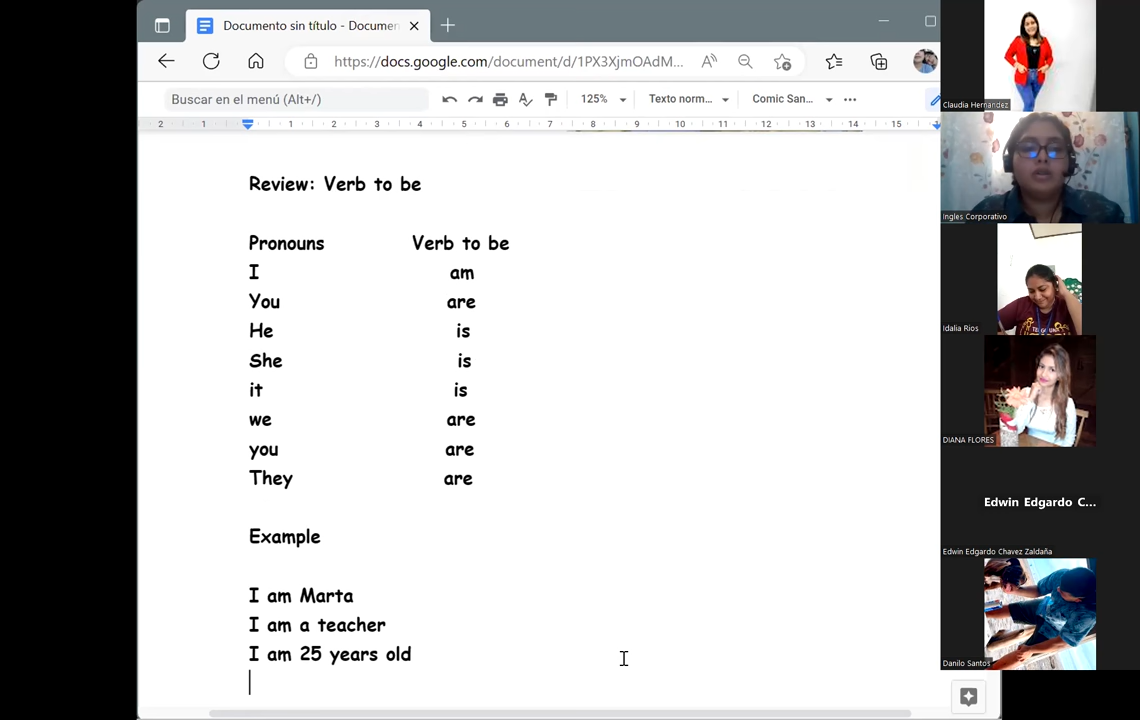 Documento sin título - Documen
https://docs.google.com/document/d/1PX3XjmOAdM...
Buscar en el menú (Alt+/)
125%
Texto norm...
Comic San...
2 1 1 2 3 4 5 6 7 8 9 10 11 12 13 14 15
Review: Verb to be
Pronouns Verb to be
I am
You are
He is
She is
it is
we are
you are
They are
Example
I am Marta
I am a teacher
I am 25 years old
Claudia Hernandez
Ingles Corporativo
Idalia Rios
DIANA FLORES
Edwin Edgardo C...
Edwin Edgardo Chavez Zaldaña
Danilo Santos